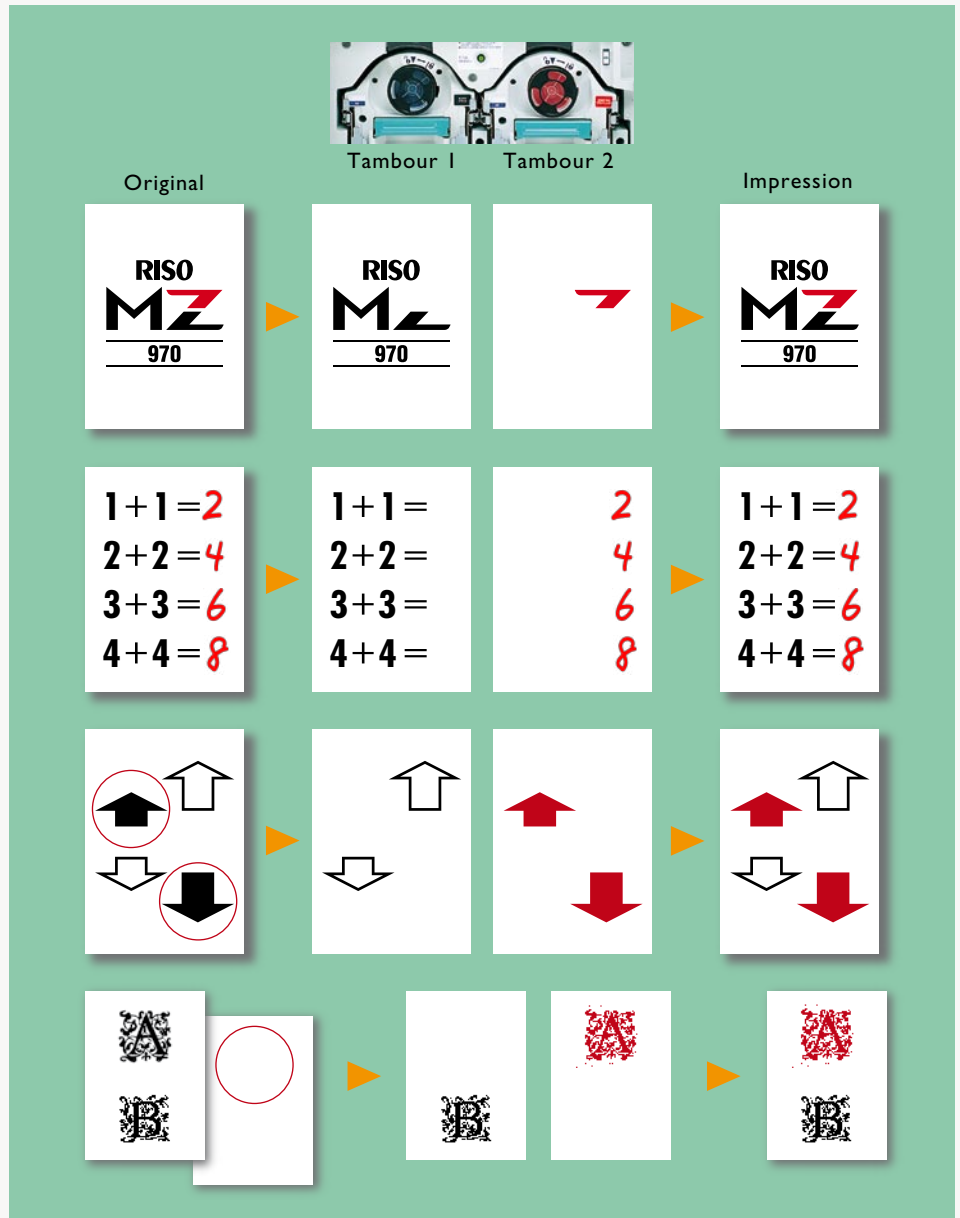 Tambour 1 Tambour 2
Original
Impression
RISO
MZ
970
RISO
M
970
RISO
MZ
970
1+1=2
2+2=4
3+3=6
4+4=8
1+1=
2+2=
3+3=
4+4=
2
4
6
8
1+1=2
2+2=4
3+3=6
4+4=8
A
B
B
A
A
B